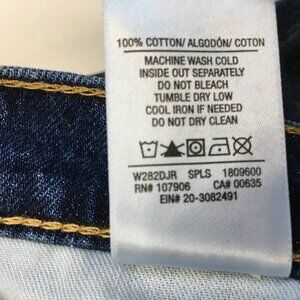 100% COTTON/ ALGODÓN/ COTON
MACHINE WASH COLD
INSIDE OUT SEPARATELY
DO NOT BLEACH
TUMBLE DRY LOW
COOL IRON IF NEEDED
DO NOT DRY CLEAN
W282DJR SPLS 1809600
RN# 107906 CA# 00635
EIN# 20-3082491